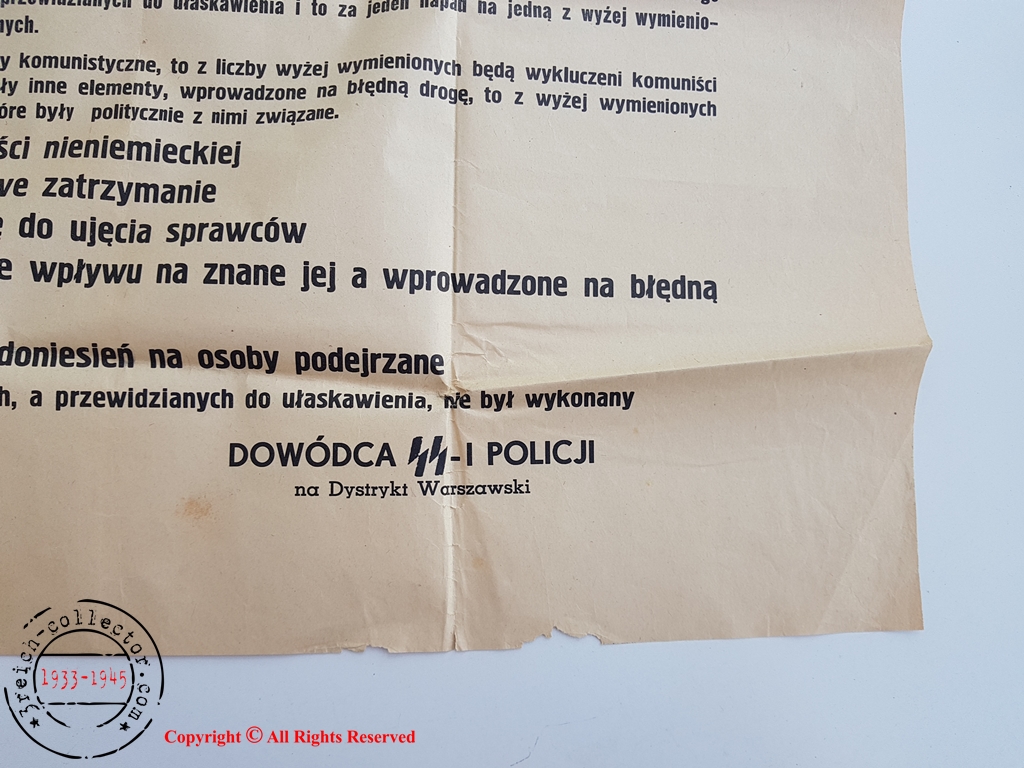 przewidzianych do ułaskawienia i to za jeden napad na jedną z wyżej wymienio-
nych.
y komunistyczne, to z liczby wyżej wymienionych będą wykluczeni komuniści
ły inne elementy, wprowadzone na błędną drogę, to z wyżej wymienionych
óre były politycznie z nimi związane.
ści nieniemieckiej
we zatrzymanie
ę do ujęcia sprawców
e wpływu na znane jej a wprowadzone na błędną
doniesień na osoby podejrzane
h, a przewidzianych do ułaskawienia, nie był wykonany
DOWÓDCA SS-I POLICJI
na Dystrykt Warszawski
3reich-collector.com
1933-1945
Copyright © All Rights Reserved